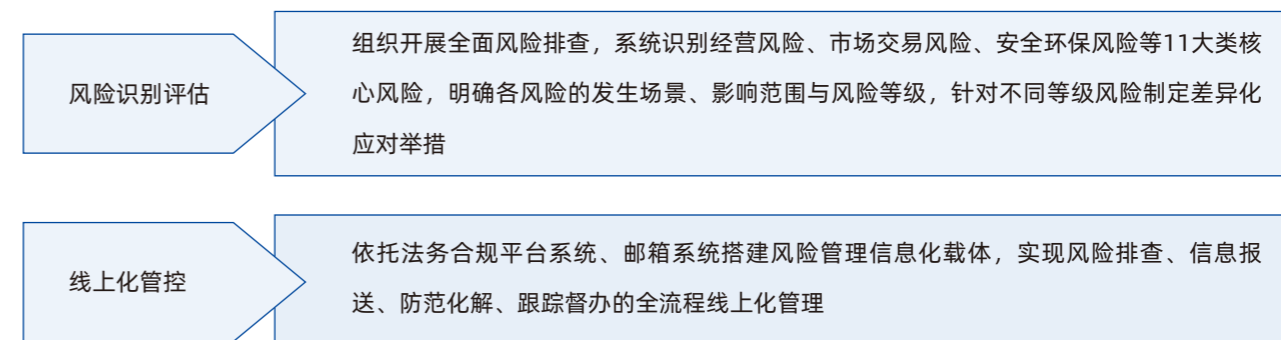 风险识别评估
组织开展全面风险排查，系统识别经营风险、市场交易风险、安全环保风险等11大类核
心风险，明确各风险的发生场景、影响范围与风险等级，针对不同等级风险制定差异化
应对举措
线上化管控
依托法务合规平台系统、邮箱系统搭建风险管理信息化载体，实现风险排查、信息报
送、防范化解、跟踪督办的全流程线上化管理